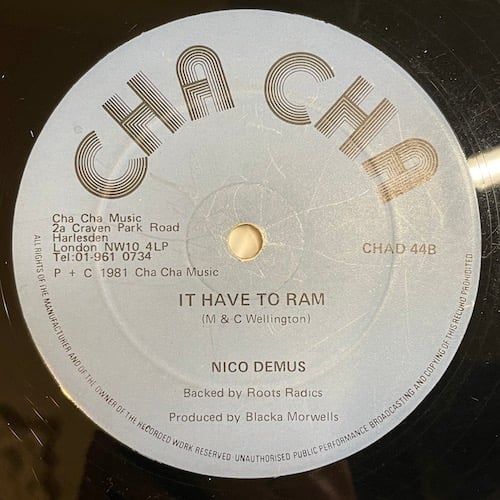 CHA CHA
Cha Cha Music
2a Craven Park Road
Harlesden
London NW10 4LP
Tel:01-961 0734
P + C 1981 Cha Cha Music
CHAD 44B
IT HAVE TO RAM
(M & C Wellington)
NICO DEMUS
Backed by Roots Radics
Produced by Blacka Morwells
ALL RIGHTS OF THE MANUFACTURER AND OF THE OWNER OF THE RECORDED WORK RESERVED. UNAUTHORISED PUBLIC PERFORMANCE BROADCASTING AND COPYING OF THIS RECORD PROHIBITED